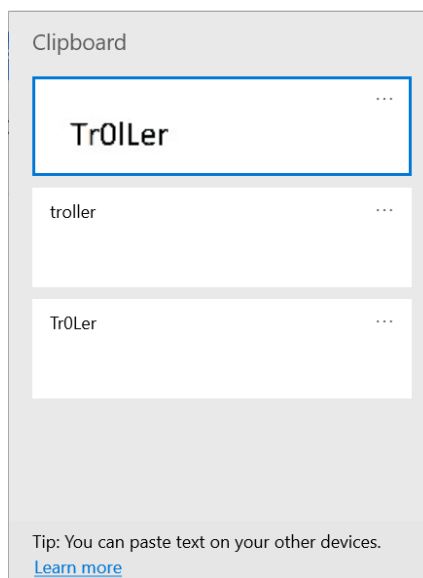 Clipboard
Tr0lLer
troller
Tr0Ler
Tip: You can paste text on your other devices.
Learn more